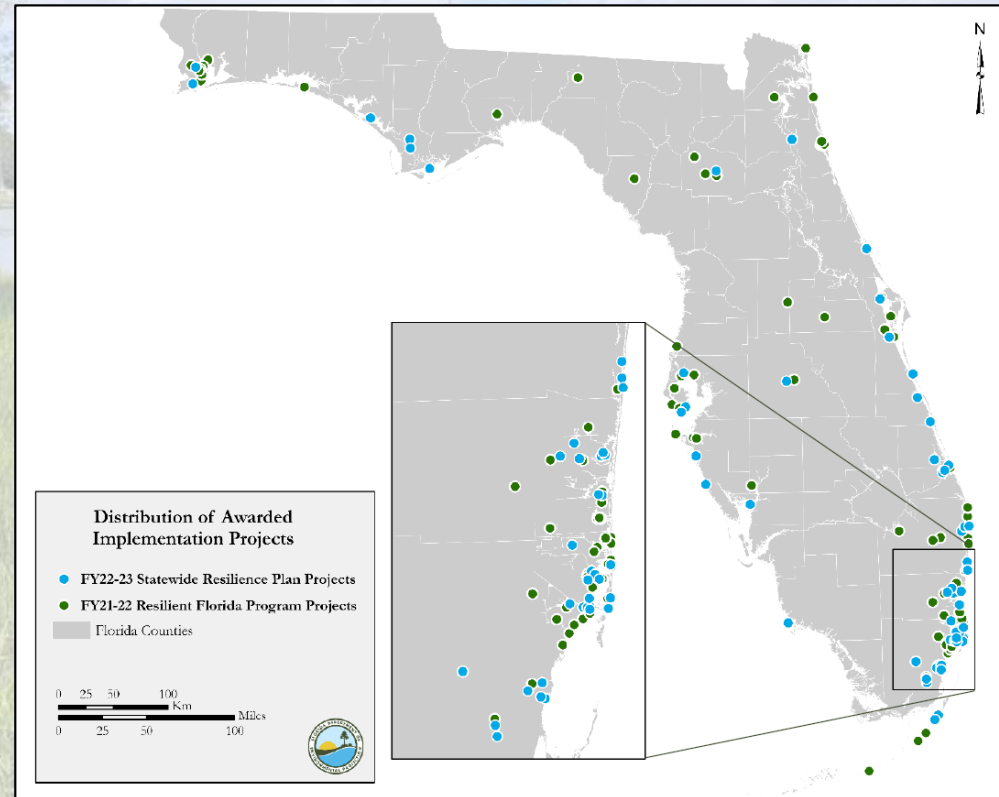 N
Distribution of Awarded
Implementation Projects
FY22-23 Statewide Resilience Plan Projects
FY21-22 Resilient Florida Program Projects
Florida Counties
0 25 50 100
Km
Miles
0 25 50 100